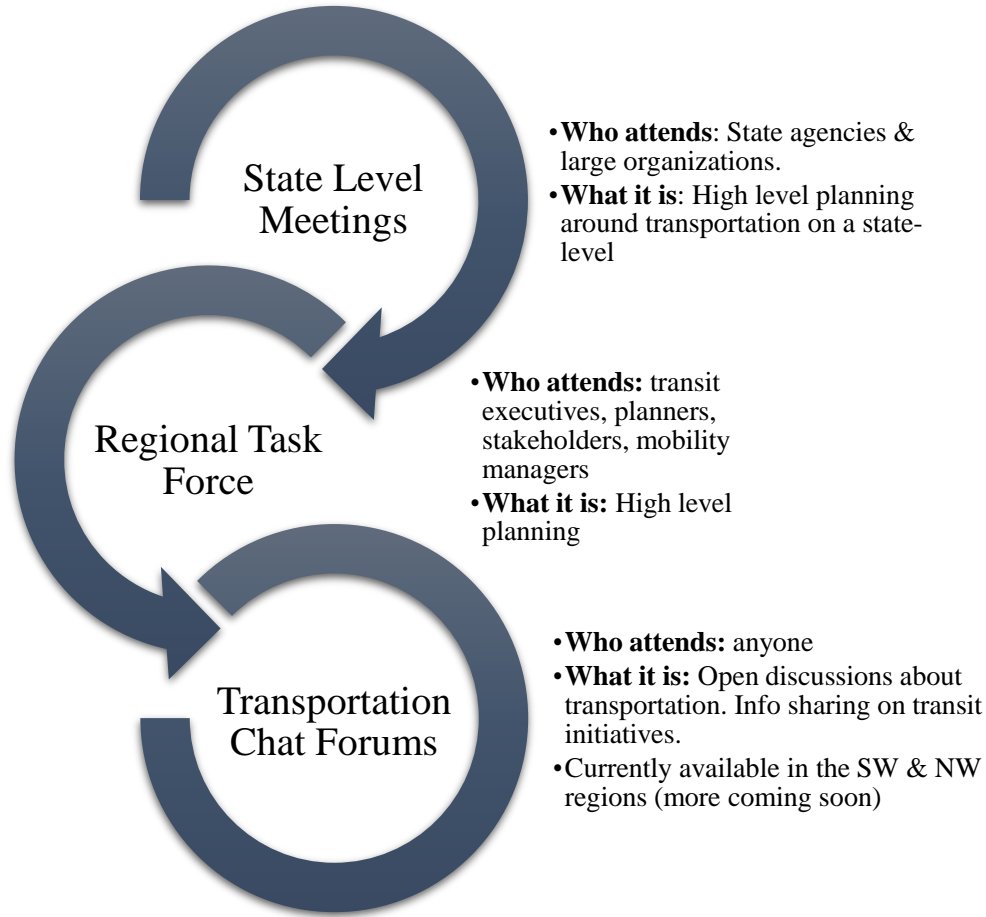 State Level
Meetings
•Who attends: State agencies &
large organizations.
•What it is: High level planning
around transportation on a state-
level
Regional Task
Force
•Who attends: transit
executives, planners,
stakeholders, mobility
managers
•What it is: High level
planning
Transportation
Chat Forums
•Who attends: anyone
•What it is: Open discussions about
transportation. Info sharing on transit
initiatives.
•Currently available in the SW & NW
regions (more coming soon)